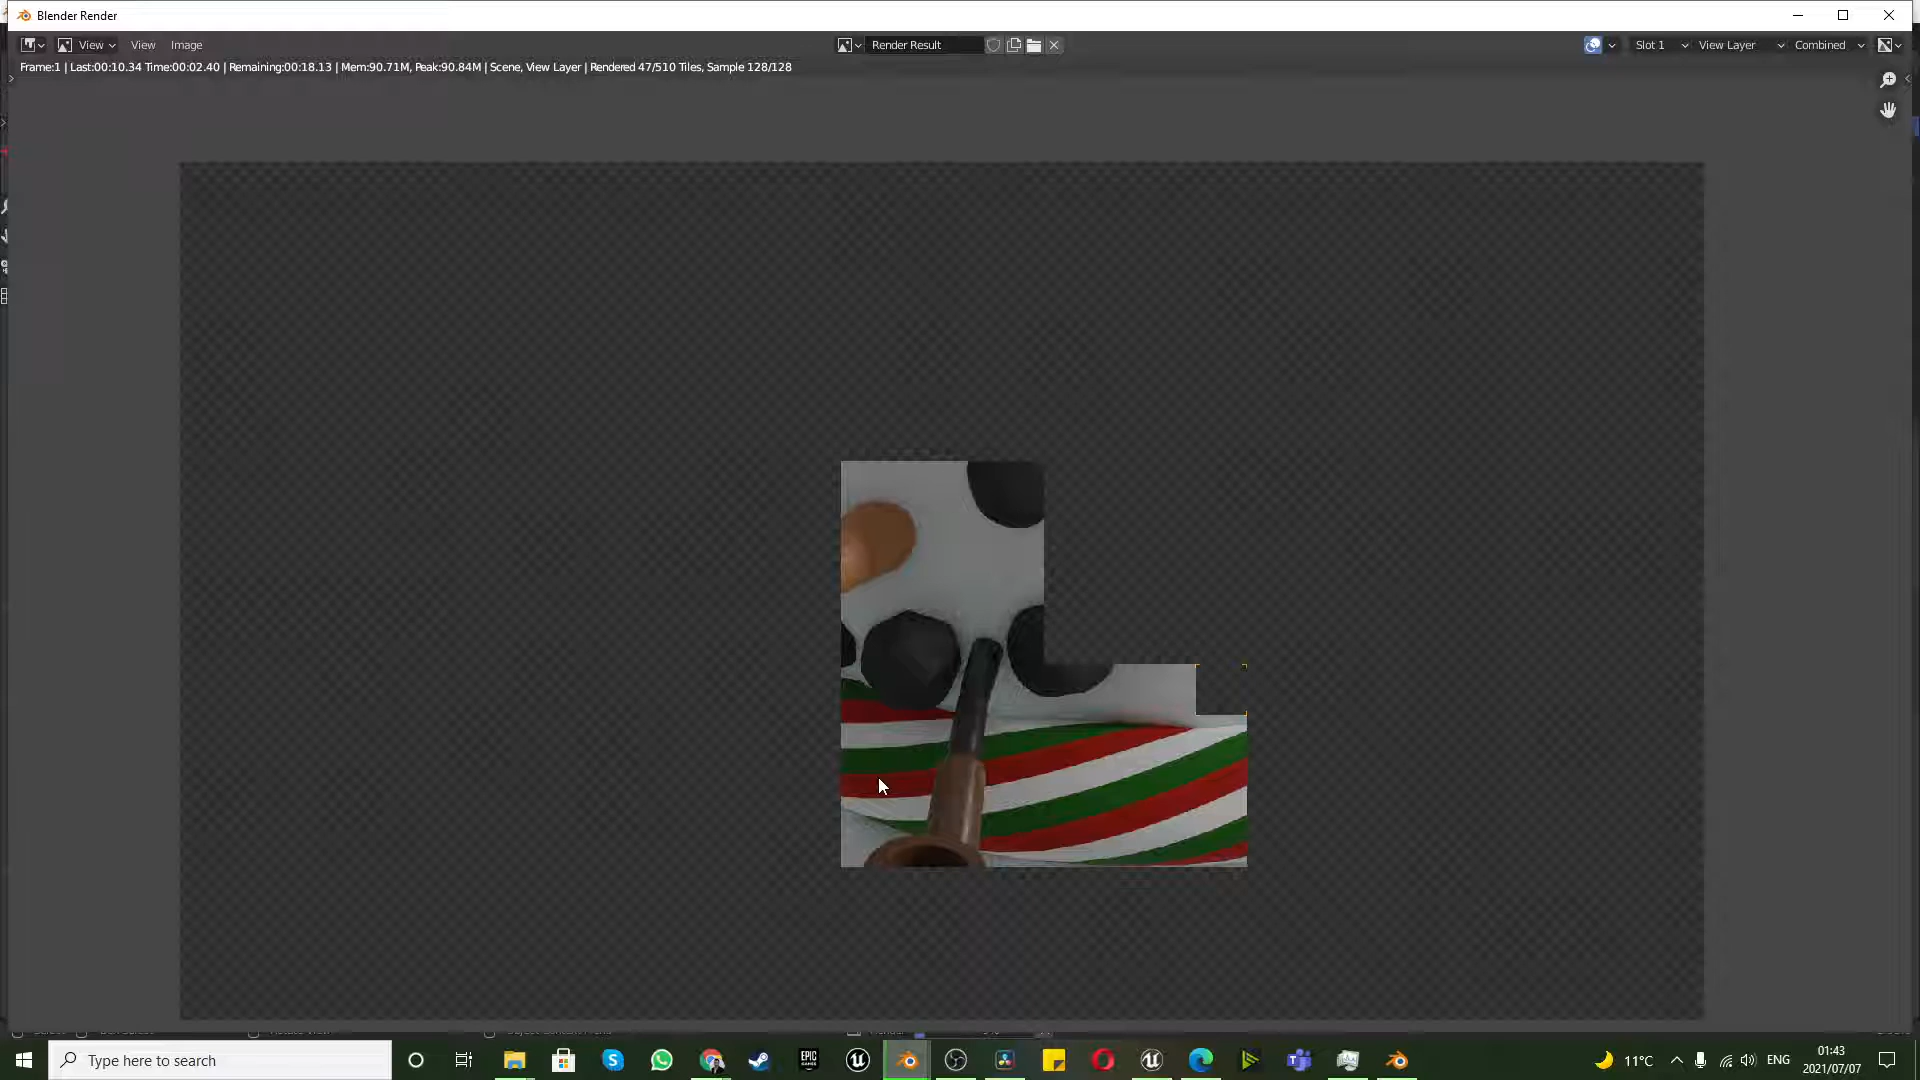 Blender Render
View
View
Image
Render Result
Slot 1
View Layer
Combined
Frame:1 | Last:00:10.34 Time:00:02.40 | Remaining:00:18.13 | Mem:90.71M, Peak:90.84M | Scene, View Layer | Rendered 47/510 Tiles, Sample 128/128
Type here to search
EPIC
GAMES
11°C
ENG
01:43
2021/07/07